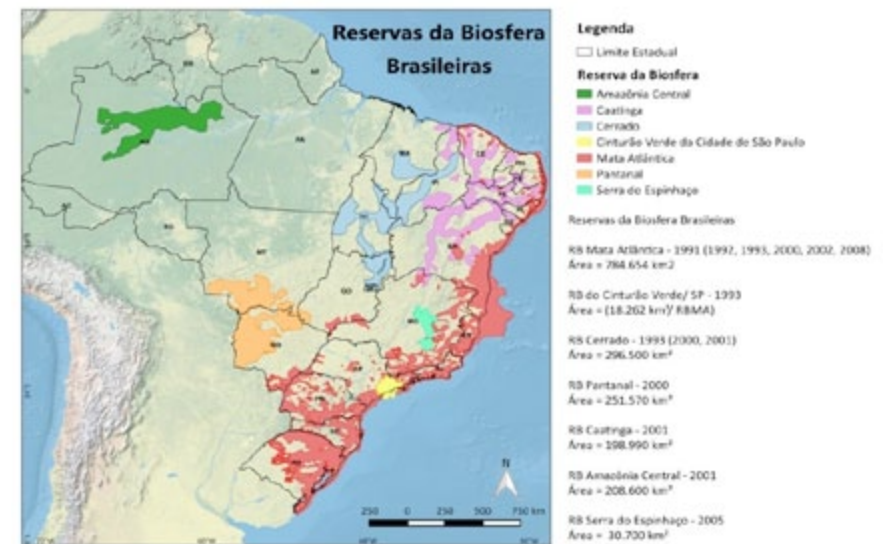 Reservas da Biosfera
Brasileiras
250 0 250 500 750 km
N
Legenda
Limite Estadual
Reserva da Biosfera
Amazônia Central
Caatinga
Cerrado
Cinturão Verde da Cidade de São Paulo
Mata Atlântica
Pantanal
Serra do Espinhaço
Reservas da Biosfera Brasileiras
RB Mata Atlântica - 1991 (1992, 1993, 2000, 2002, 2008)
Área = 784.654 km2
RB do Cinturão Verde/ SP - 1993
Área = (18.262 km²/ RBMA)
RB Cerrado - 1993 (2000, 2001)
Área = 296.500 km²
RB Pantanal - 2000
Área = 251.570 km²
RB Caatinga - 2001
Área = 198.990 km²
RB Amazônia Central - 2001
Área = 208.600 km²
RB Serra do Espinhaço - 2005
Área = 30.700 km²